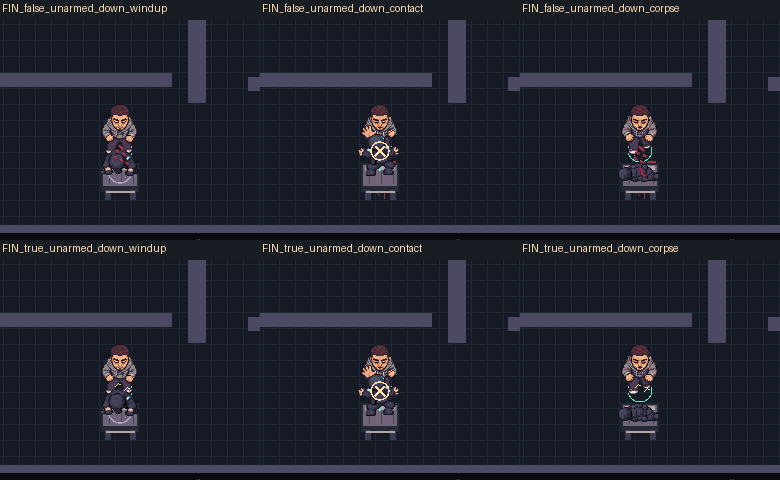 FIN_false_unarmed_down_windup
FIN_false_unarmed_down_contact
FIN_false_unarmed_down_corpse
FIN_true_unarmed_down_windup
FIN_true_unarmed_down_contact
FIN_true_unarmed_down_corpse